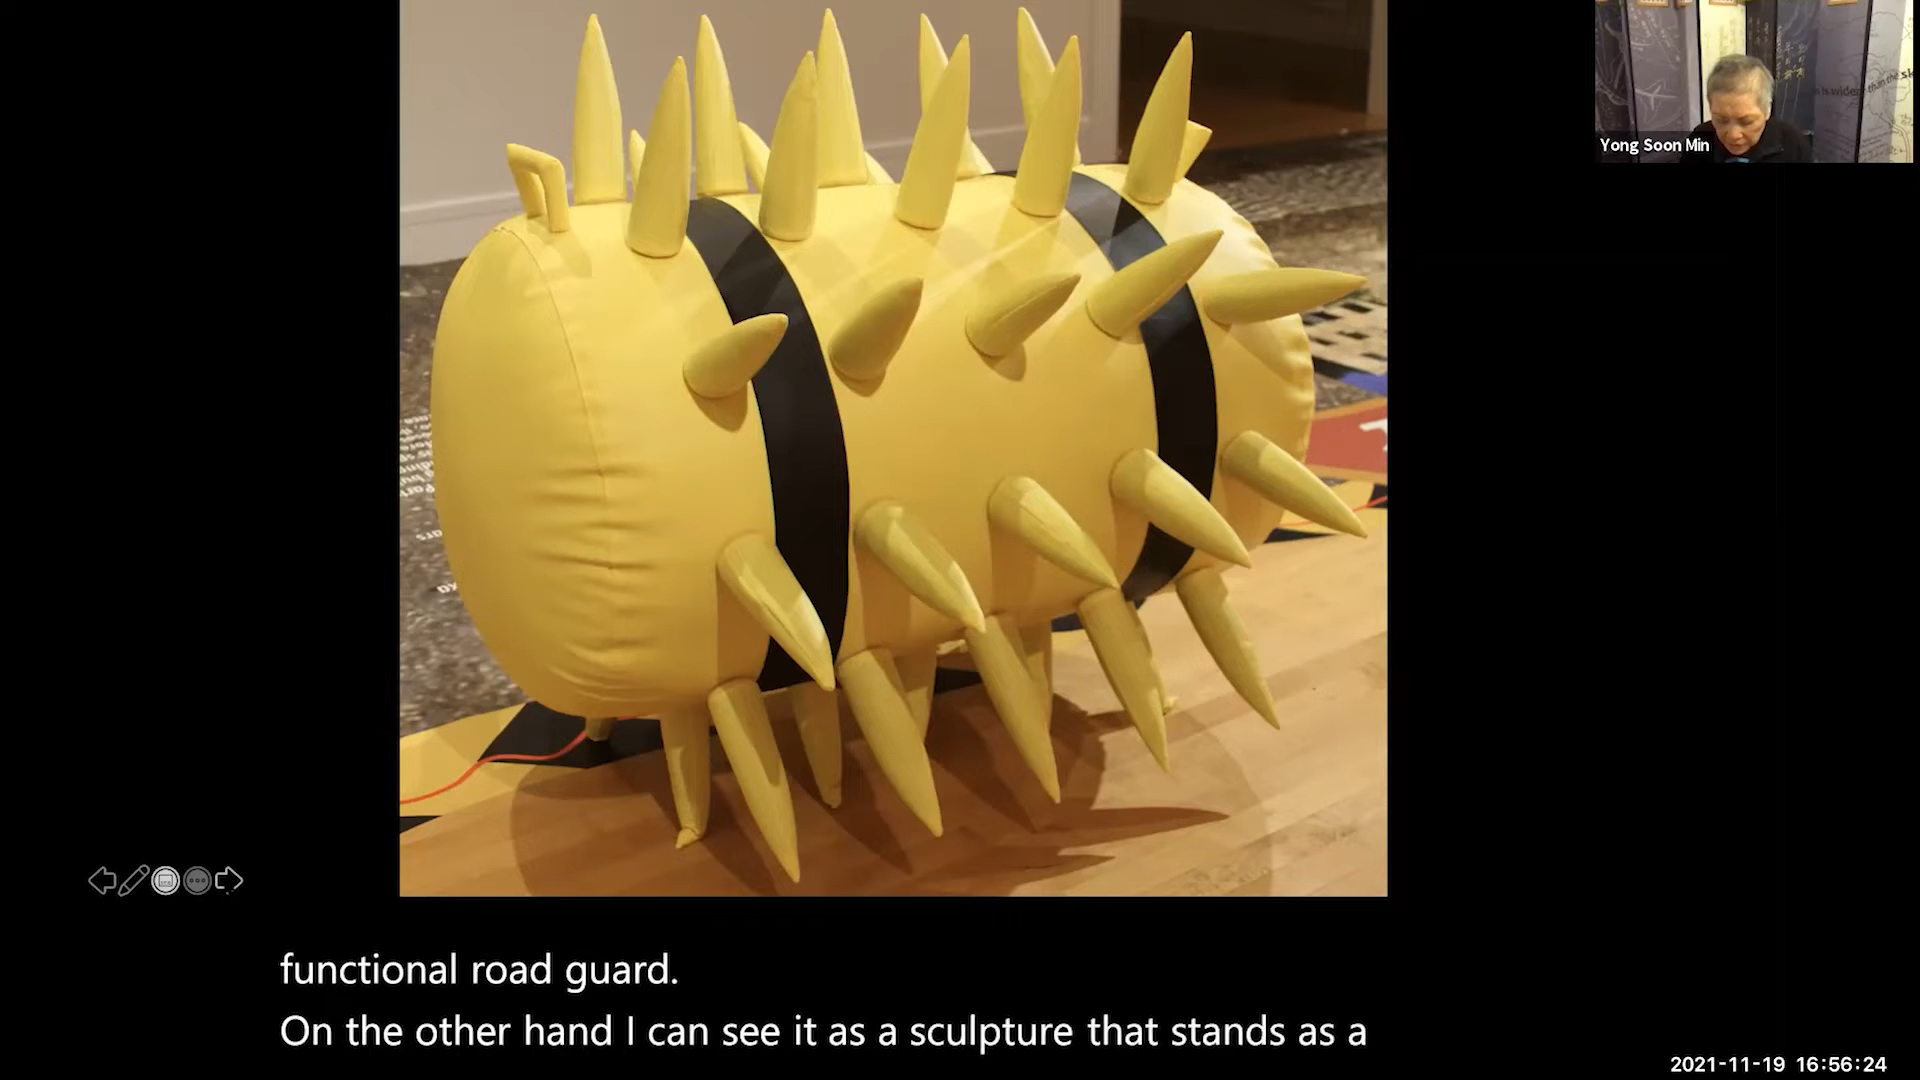 Yong Soon Min
functional road guard.
On the other hand I can see it as a sculpture that stands as a
2021-11-19 16:56:24